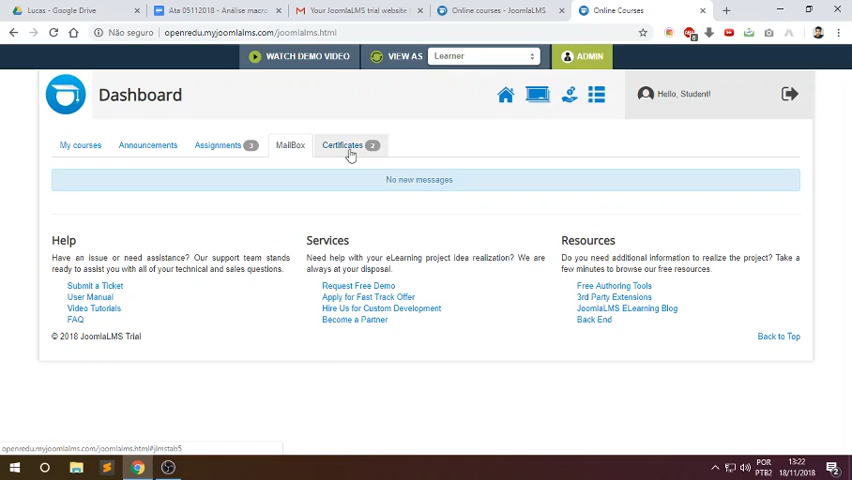 Lucas - Google Drive
Ata 05112018 - Análise macro
Your JoomlaLMS trial website
Online courses - JoomlaLMS
Online Courses
Não seguro
openredu.myjoomlalms.com/joomlalms.html
WATCH DEMO VIDEO
VIEW AS
Learner
ADMIN
Dashboard
Hello, Student!
My courses
Announcements
Assignments 3
MailBox
Certificates 2
No new messages
Help
Have an issue or need assistance? Our support team stands
ready to assist you with all of your technical and sales questions.
Submit a Ticket
User Manual
Video Tutorials
FAQ
Services
Need help with your eLearning project idea realization? We are
always at your disposal.
Request Free Demo
Apply for Fast Track Offer
Hire Us for Custom Development
Become a Partner
Resources
Do you need additional information to realize the project? Take a
few minutes to browse our free resources.
Free Authoring Tools
3rd Party Extensions
JoomlaLMS ELearning Blog
Back End
© 2018 JoomlaLMS Trial
Back to Top
openredu.myjoomlalms.com/joomlalms.html#jlmstab5
POR
PTB2
13:22
18/11/2018
2